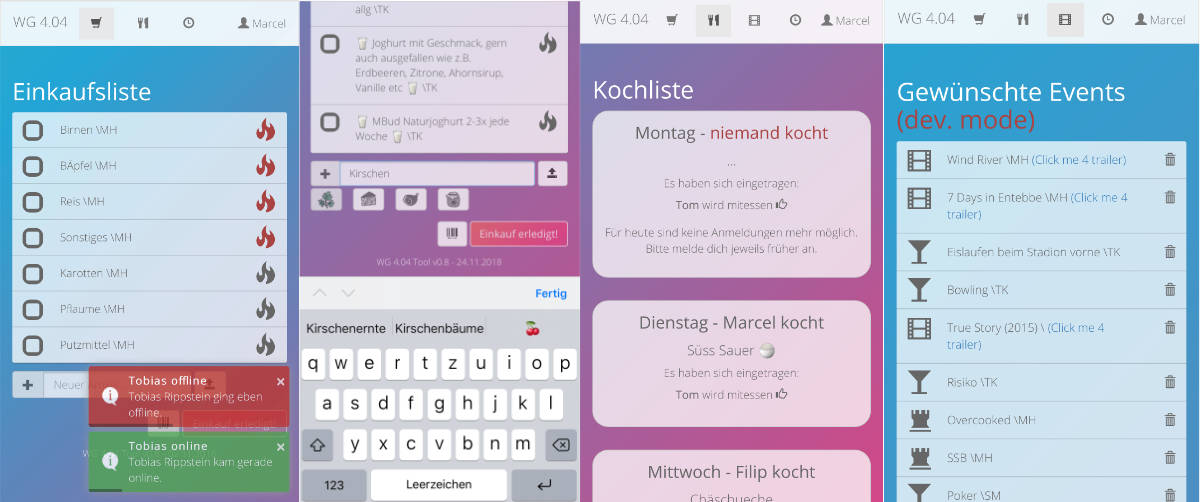 WG 4.04
Marcel
Einkaufsliste
Birnen \MH
BÄpfel \MH
Reis \MH
Sonstiges \MH
Karotten \MH
Pflaume \MH
Putzmittel \MH
Neuer
Tobias offline
Tobias Rippstein ging eben
offline.
Einkauf erledigt!
Tobias online
Tobias Rippstein kam gerade
online.
allg \TK
Joghurt mit Geschmack, gern
auch ausgefallen wie z.B.
Erdbeeren, Zitrone, Ahornsirup,
Vanille etc 🥛 \TK
MBud Naturjoghurt 2-3x jede
Woche 🥛 \TK
Kirschen
Einkauf erledigt!
WG 4.04 Tool v0.8 - 24.11.2018
Fertig
Kirschenernte Kirschenbäume 🍒
q w e r t z u i o p
a s d f g h j k l
y x c v b n m
123 Leerzeichen
WG 4.04
Marcel
Kochliste
Montag - niemand kocht
...
Es haben sich eingetragen:
Tom wird mitessen
Für heute sind keine Anmeldungen mehr möglich.
Bitte melde dich jeweils früher an.
Dienstag - Marcel kocht
Süss Sauer
Es haben sich eingetragen:
Tom wird mitessen
Mittwoch - Filip kocht
Chäschueche
WG 4.04
Marcel
Gewünschte Events
(dev. mode)
Wind River \MH (Click me 4 trailer)
7 Days in Entebbe \MH (Click me 4
trailer)
Eislaufen beim Stadion vorne \TK
Bowling \TK
True Story (2015) \ (Click me 4
trailer)
Risiko \TK
Overcooked \MH
SSB \MH
Poker \SM